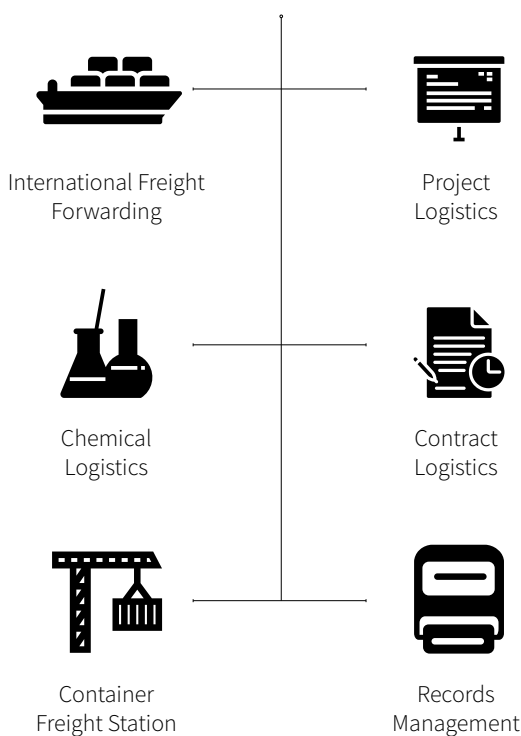 International Freight
Forwarding
Project
Logistics
Chemical
Logistics
Contract
Logistics
Container
Freight Station
Records
Management